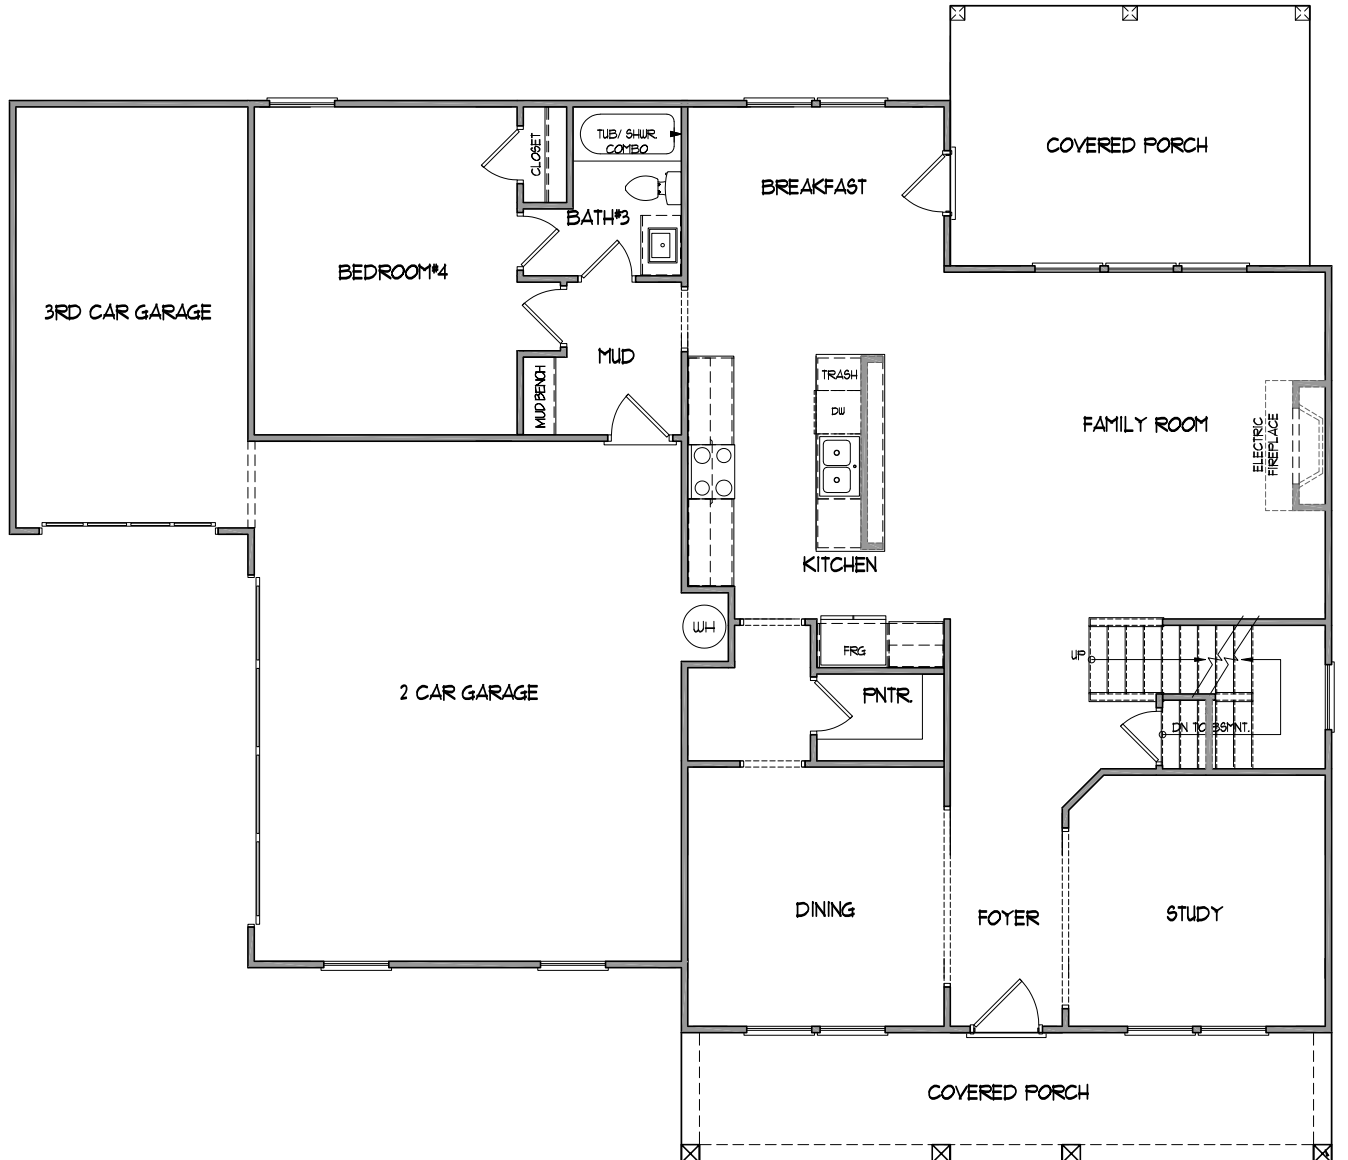 COVERED PORCH
TUB/ SHWR.
COMBO
CLOSET
BREAKFAST
BATH#3
BEDROOM#4
3RD CAR GARAGE
MUD
MUD BENCH
TRASH
DW
FAMILY ROOM
ELECTRIC
FIREPLACE
KITCHEN
WH
FRG
UP
2 CAR GARAGE
PNTR.
DN TO BSMNT.
DINING
FOYER
STUDY
COVERED PORCH